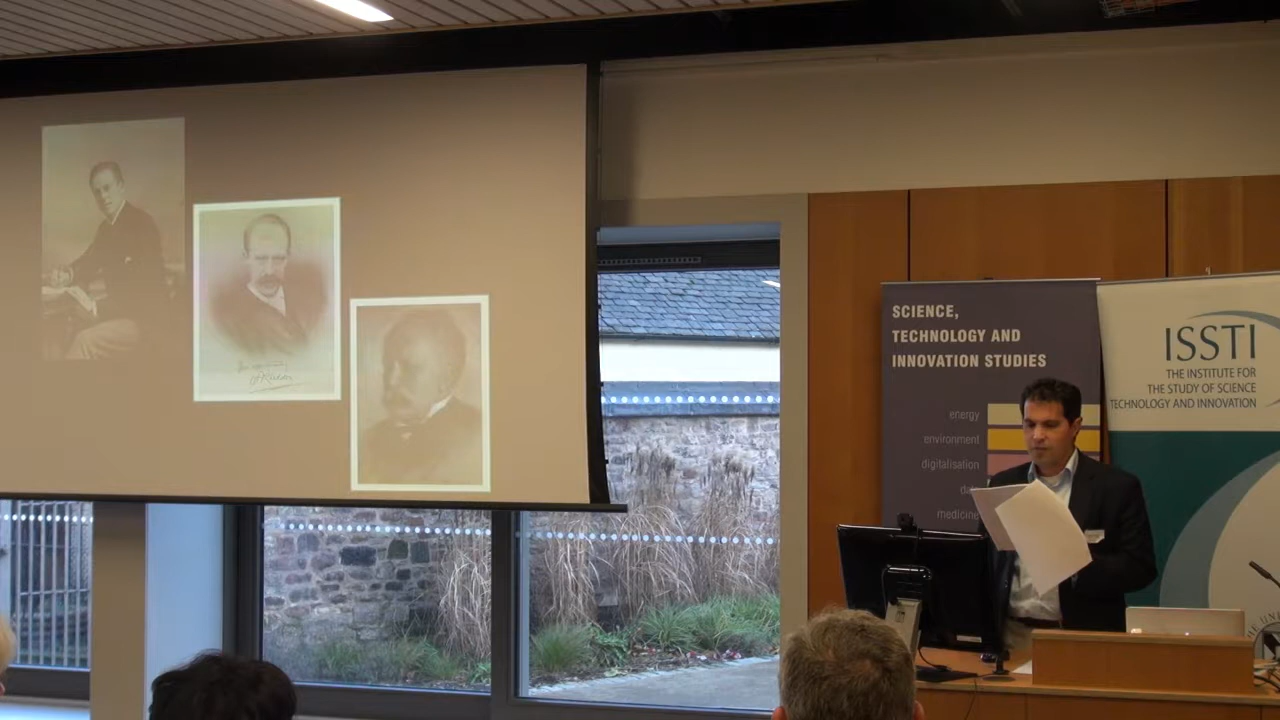 SCIENCE,
TECHNOLOGY AND
INNOVATION STUDIES
energy
environment
digitalisation
medicine
ISSTI
THE INSTITUTE FOR
THE STUDY OF SCIENCE
TECHNOLOGY AND INNOVATION